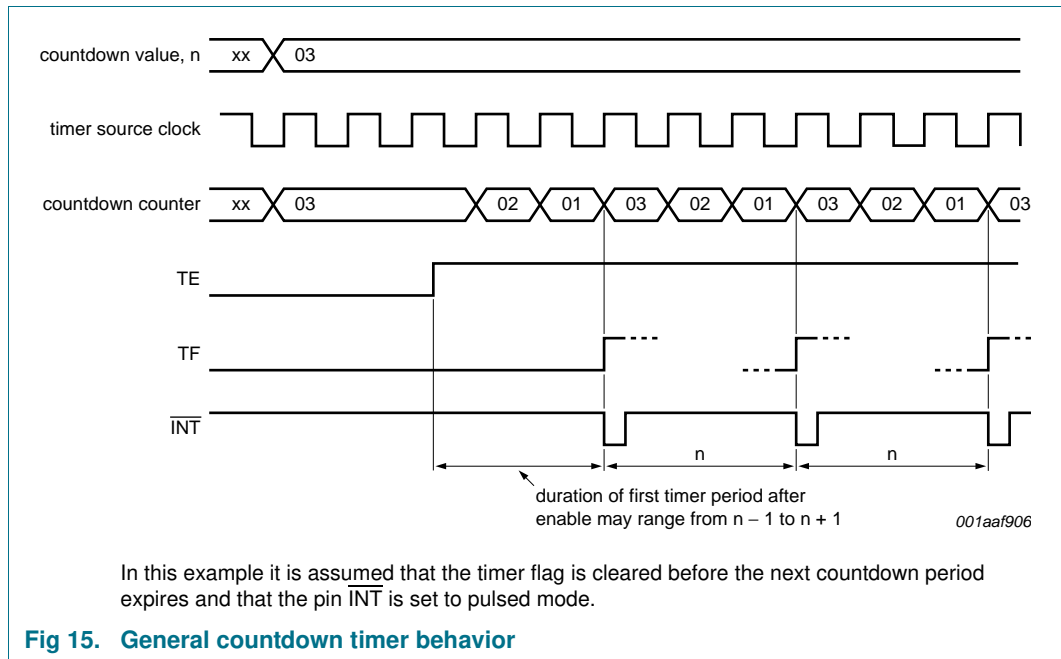 countdown value, n xx 03
timer source clock
countdown counter xx 03 02 01 03 02 01 03 02 01 03
TE
TF
INT
n n
duration of first timer period after
enable may range from n − 1 to n + 1
001aaf906
In this example it is assumed that the timer flag is cleared before the next countdown period
expires and that the pin INT is set to pulsed mode.
Fig 15. General countdown timer behavior